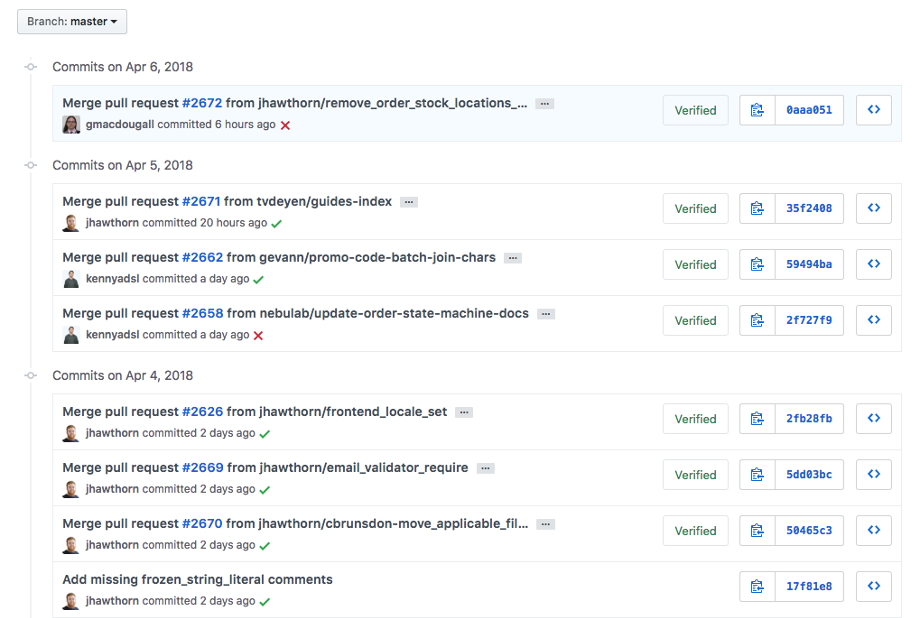 Branch: master
Commits on Apr 6, 2018
Merge pull request #2672 from jhawthorn/remove_order_stock_locations_… …
Verified
0aaa051
gmacdougall committed 6 hours ago
Commits on Apr 5, 2018
Merge pull request #2671 from tvdeyen/guides-index …
Verified
35f2408
jhawthorn committed 20 hours ago
Merge pull request #2662 from gevann/promo-code-batch-join-chars …
Verified
59494ba
kennyadsl committed a day ago
Merge pull request #2658 from nebulab/update-order-state-machine-docs …
Verified
2f727f9
kennyadsl committed a day ago
Commits on Apr 4, 2018
Merge pull request #2626 from jhawthorn/frontend_locale_set …
Verified
2fb28fb
jhawthorn committed 2 days ago
Merge pull request #2669 from jhawthorn/email_validator_require …
Verified
5dd03bc
jhawthorn committed 2 days ago
Merge pull request #2670 from jhawthorn/cbrunsdon-move_applicable_fil… …
Verified
50465c3
jhawthorn committed 2 days ago
Add missing frozen_string_literal comments
17f81e8
jhawthorn committed 2 days ago